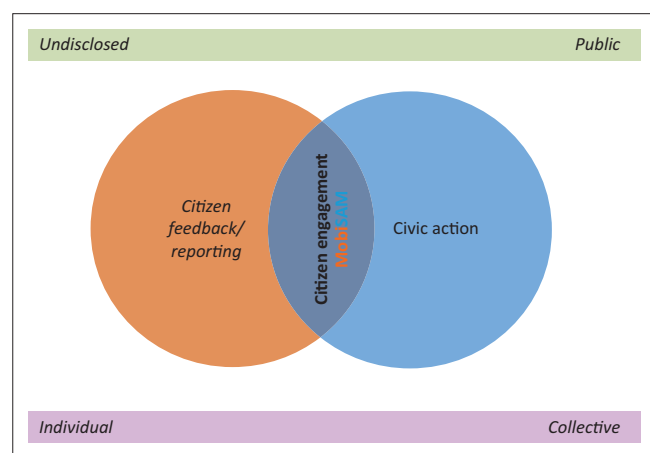 Undisclosed Public
Citizen
feedback/
reporting
Citizen engagement
MobiSAM
Civic action
Individual Collective